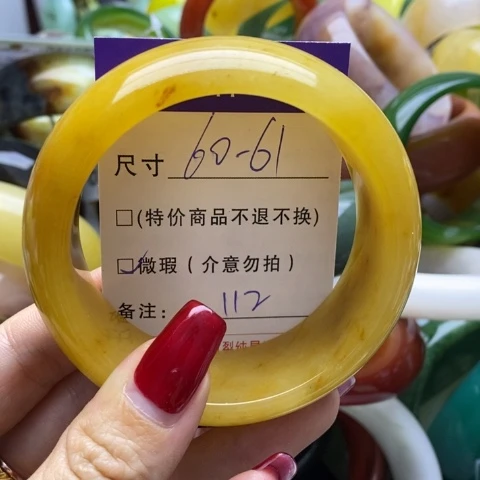 尺寸 60-61
□(特价商品不退不换)
☑微瑕(介意勿拍)
备注: 112